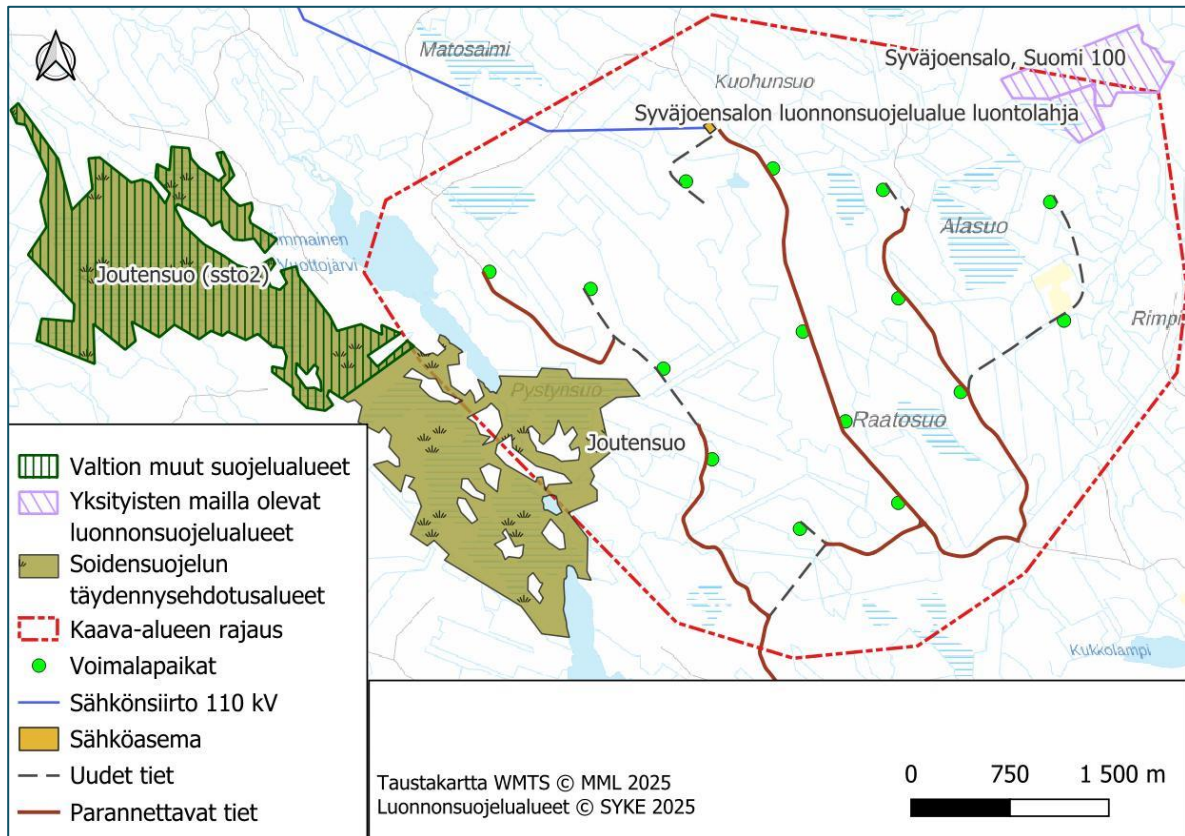 Matosaimi
Kuohunsuo
Syväjoensalo, Suomi 100
Syväjoensalon luonnonsuojelualue luontolahja
Alasuo
Joutensuo (ssto2)
Vuottojärvi
Rimpi
Pystynsuo
Joutensuo
Raatosuo
Kukkolampi
Valtion muut suojelualueet
Yksityisten mailla olevat
luonnonsuojelualueet
Soidensuojelun
täydennysehdotusalueet
Kaava-alueen rajaus
Voimalapaikat
Sähkönsiirto 110 kV
Sähköasema
Uudet tiet
Parannettavat tiet
Taustakartta WMTS © MML 2025
Luonnonsuojelualueet © SYKE 2025
0 750 1 500 m